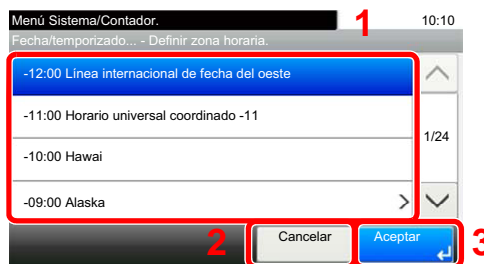 Menú Sistema/Contador.
1
10:10
Fecha/temporizado... - Definir zona horaria.
-12:00 Línea internacional de fecha del oeste
-11:00 Horario universal coordinado -11
1/24
-10:00 Hawai
-09:00 Alaska
2
Cancelar
Aceptar
3